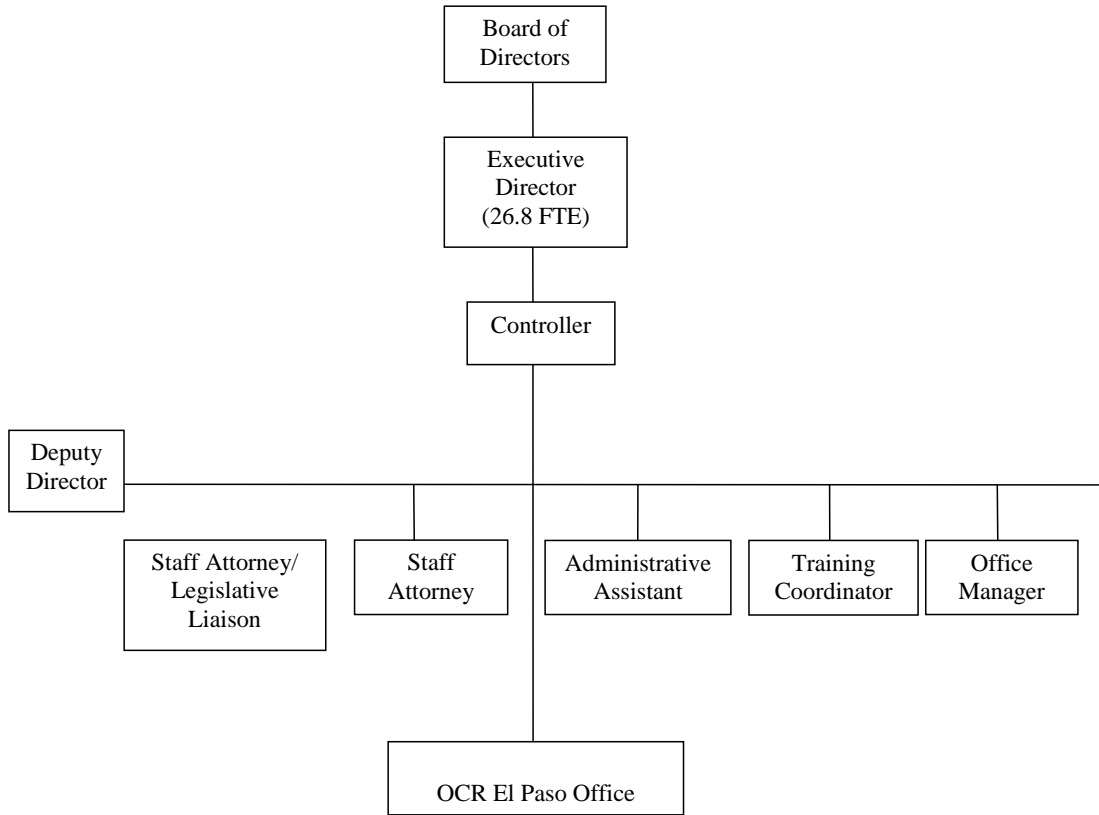 Board of
Directors
Executive
Director
(26.8 FTE)
Controller
Deputy
Director
Staff Attorney/
Legislative
Liaison
Staff
Attorney
Administrative
Assistant
Training
Coordinator
Office
Manager
OCR El Paso Office